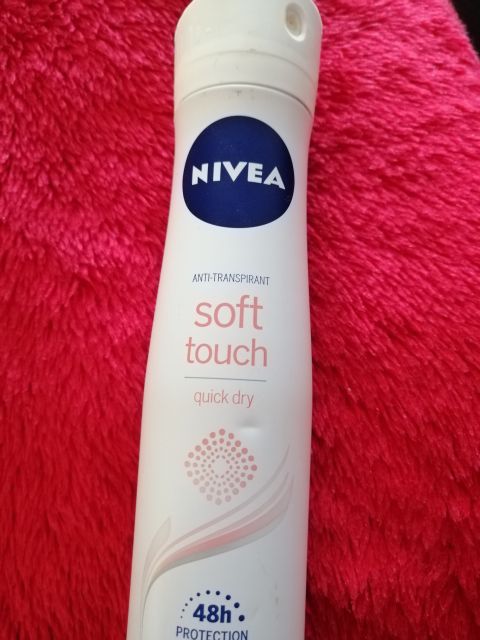 NIVEA
ANTI-TRANSPIRANT
soft
touch
quick dry
48h
PROTECTION